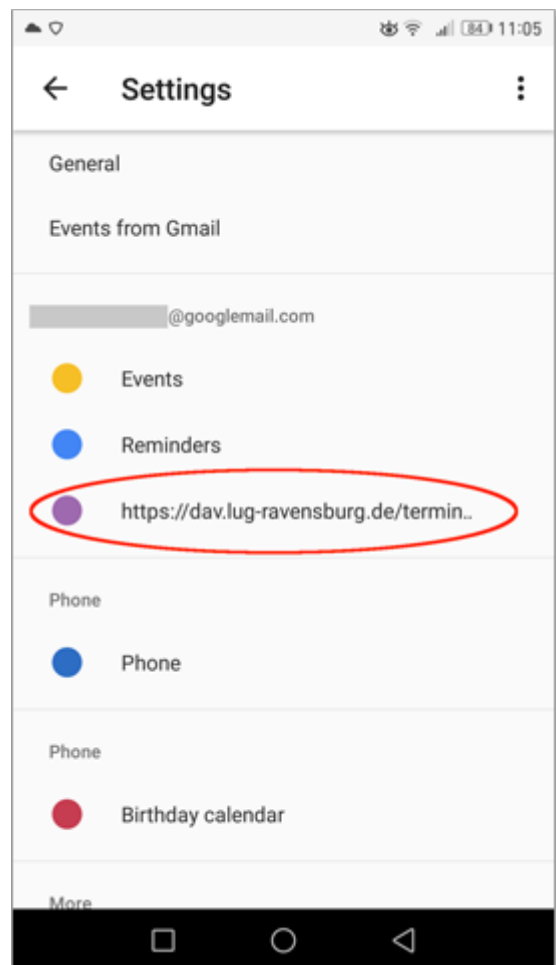 84 11:05
Settings
General
Events from Gmail
@googlemail.com
Events
Reminders
https://dav.lug-ravensburg.de/termin..
Phone
Phone
Phone
Birthday calendar
More